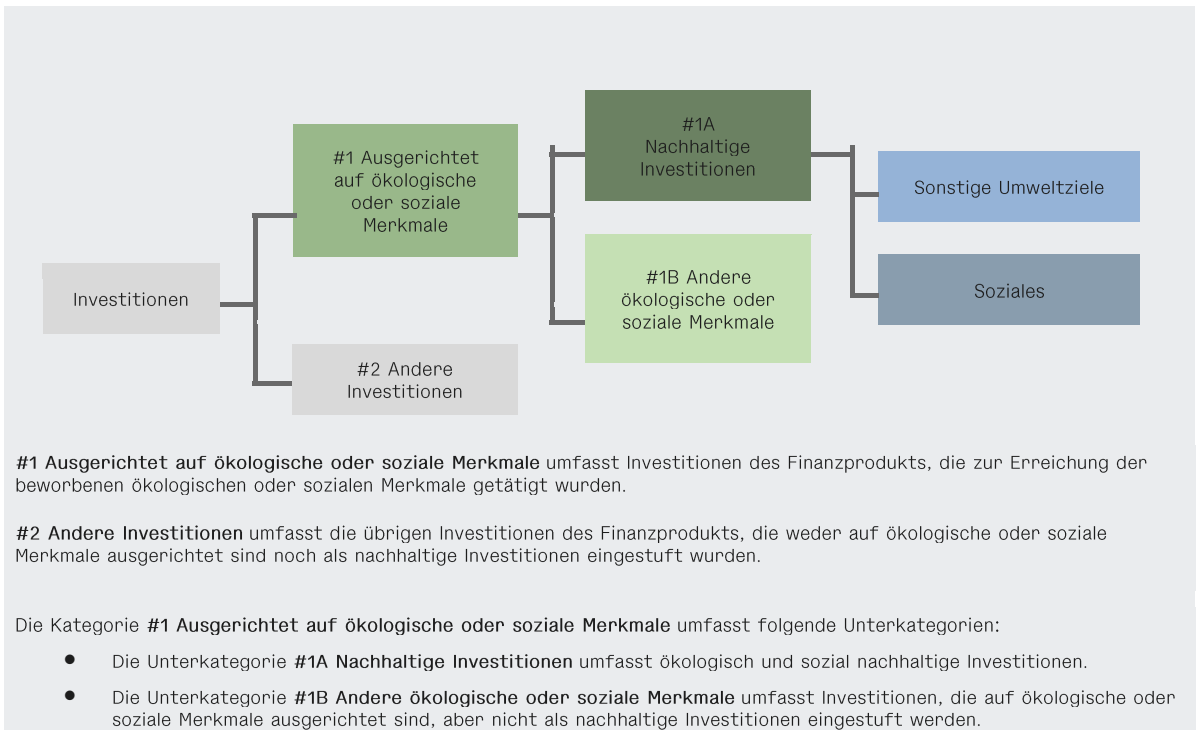 #1 Ausgerichtet
auf ökologische
oder soziale
Merkmale
#1A
Nachhaltige
Investitionen
Sonstige Umweltziele
Investitionen
#1B Andere
ökologische oder
soziale Merkmale
Soziales
#2 Andere
Investitionen
#1 Ausgerichtet auf ökologische oder soziale Merkmale umfasst Investitionen des Finanzprodukts, die zur Erreichung der
beworbenen ökologischen oder sozialen Merkmale getätigt wurden.
#2 Andere Investitionen umfasst die übrigen Investitionen des Finanzprodukts, die weder auf ökologische oder soziale
Merkmale ausgerichtet sind noch als nachhaltige Investitionen eingestuft wurden.
Die Kategorie #1 Ausgerichtet auf ökologische oder soziale Merkmale umfasst folgende Unterkategorien:
● Die Unterkategorie #1A Nachhaltige Investitionen umfasst ökologisch und sozial nachhaltige Investitionen.
● Die Unterkategorie #1B Andere ökologische oder soziale Merkmale umfasst Investitionen, die auf ökologische oder
soziale Merkmale ausgerichtet sind, aber nicht als nachhaltige Investitionen eingestuft werden.